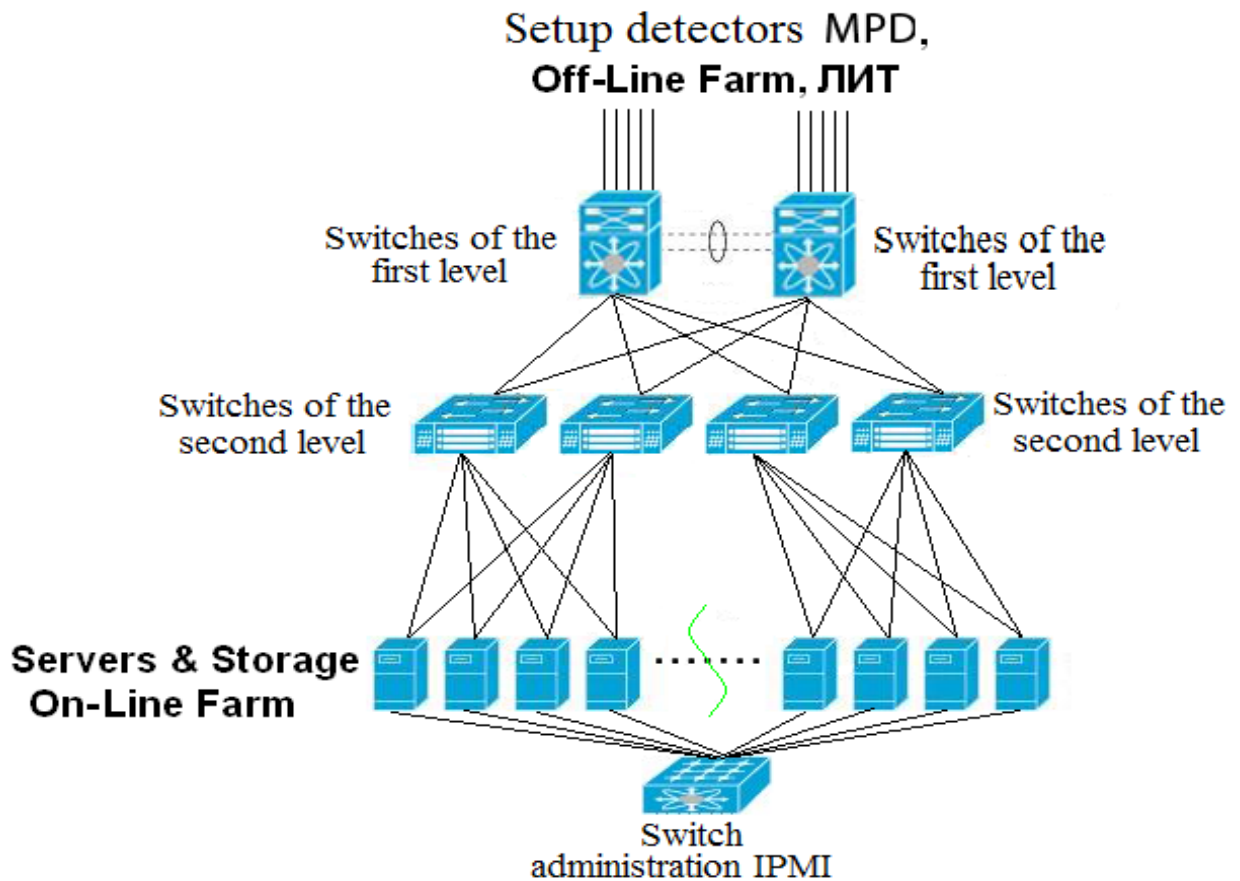 Setup detectors MPD,
Off-Line Farm, ЛИТ
Switches of the
first level
Switches of the
first level
Switches of the
second level
Switches of the
second level
Servers & Storage
On-Line Farm
Switch
administration IPMI